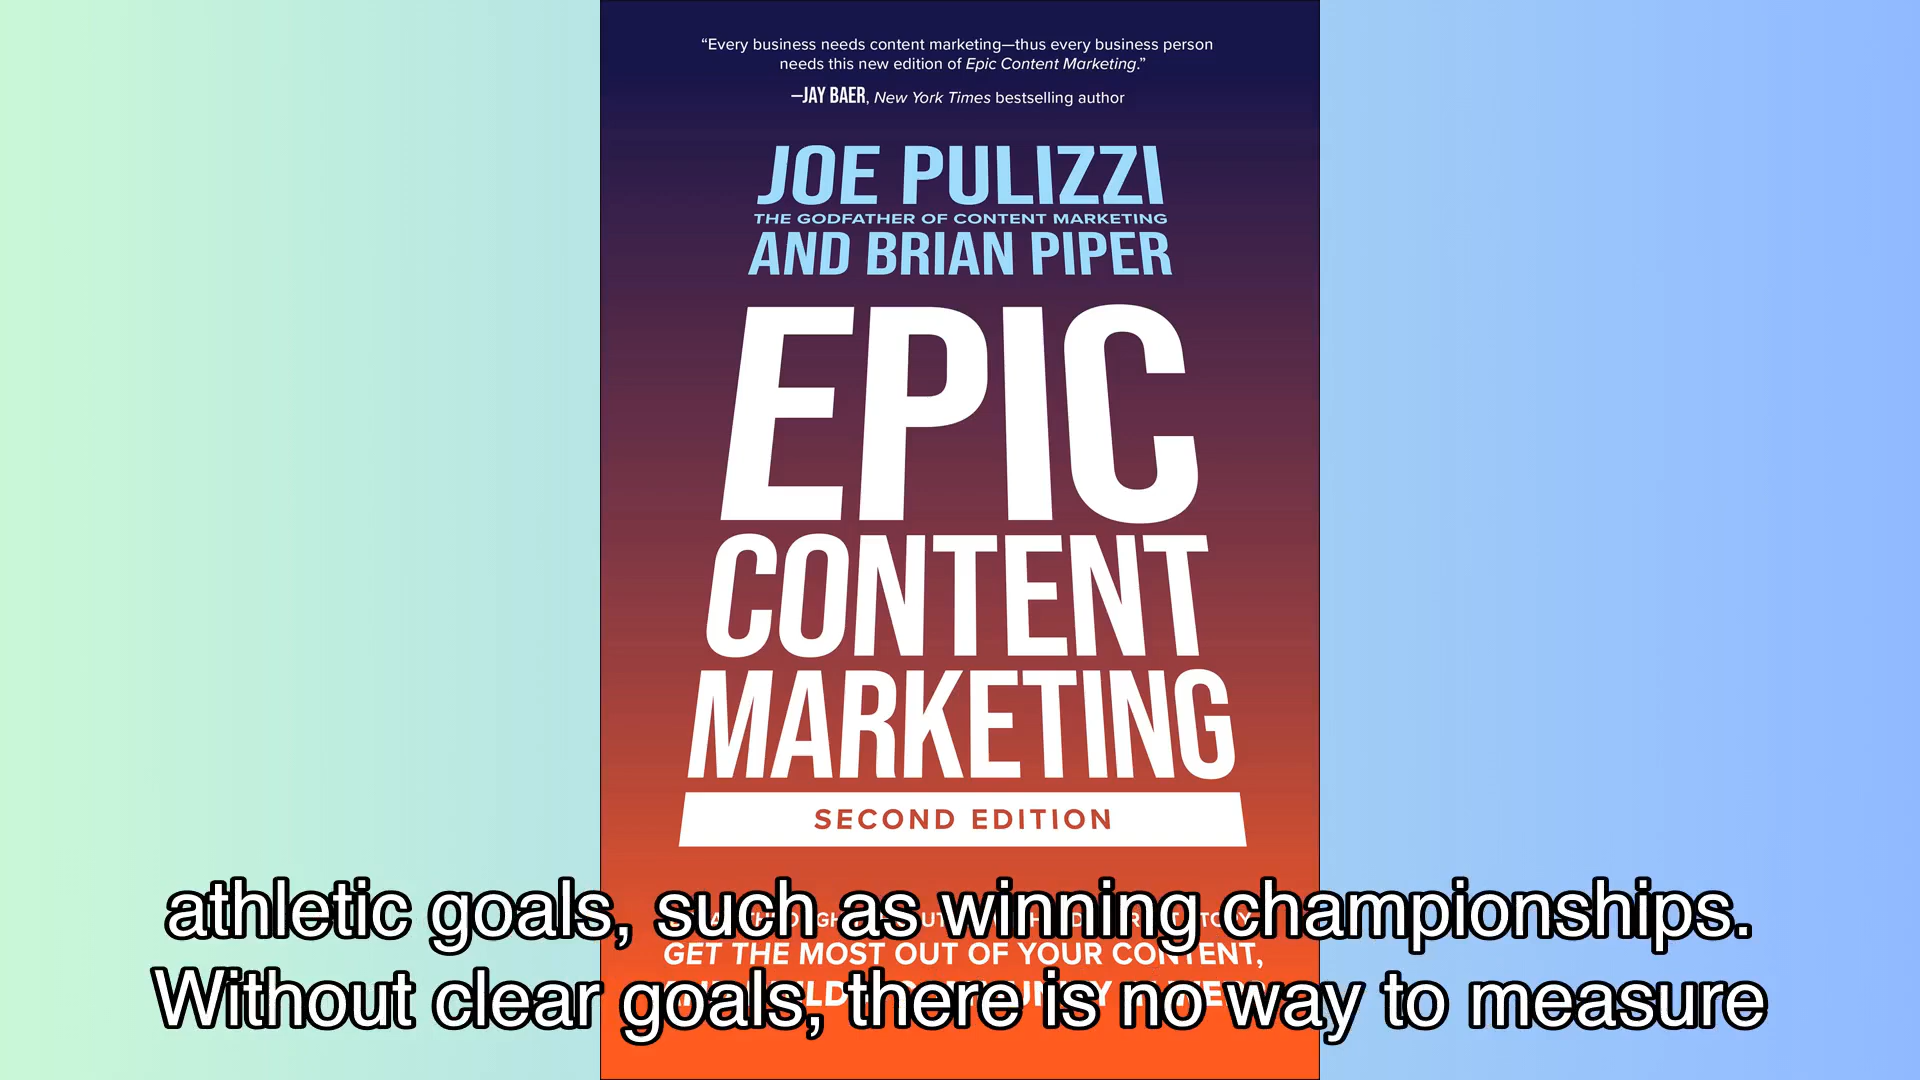 “Every business needs content marketing—thus every business person
needs this new edition of Epic Content Marketing.”
—JAY BAER, New York Times bestselling author
JOE PULIZZI
THE GODFATHER OF CONTENT MARKETING
AND BRIAN PIPER
EPIC
CONTENT
MARKETING
SECOND EDITION
athletic goals, such as winning championships.
GET THE MOST OUT OF YOUR CONTENT,
Without clear goals, there is no way to measure